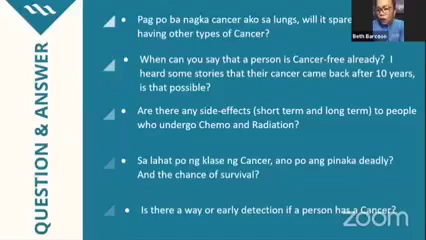 QUESTION & ANSWER
Pag po ba nagka cancer ako sa lungs, will it spare
having other types of Cancer?
When can you say that a person is Cancer-free already? I
heard some stories that their cancer came back after 10 years,
is that possible?
Are there any side-effects (short term and long term) to people
who undergo Chemo and Radiation?
Sa lahat po ng klase ng Cancer, ano po ang pinaka deadly?
And the chance of survival?
Is there a way or early detection if a person has a Cancer?
Beth Barcose
zoom